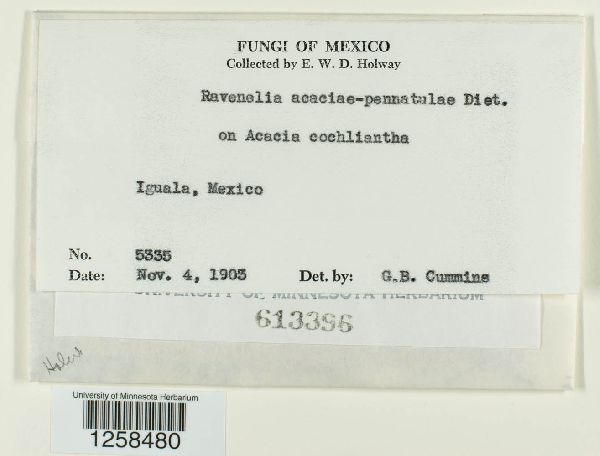 FUNGI OF MEXICO
Collected by E. W. D. Holway
Ravenelia acaciae-pennatulae Diet.
on Acacia cochliantha
Iguala, Mexico
No. 5335
Date: Nov. 4, 1903 Det. by: G.B. Cummins
UNIVERSITY OF MINNESOTA HERBARIUM
613396
University of Minnesota Herbarium
1258480